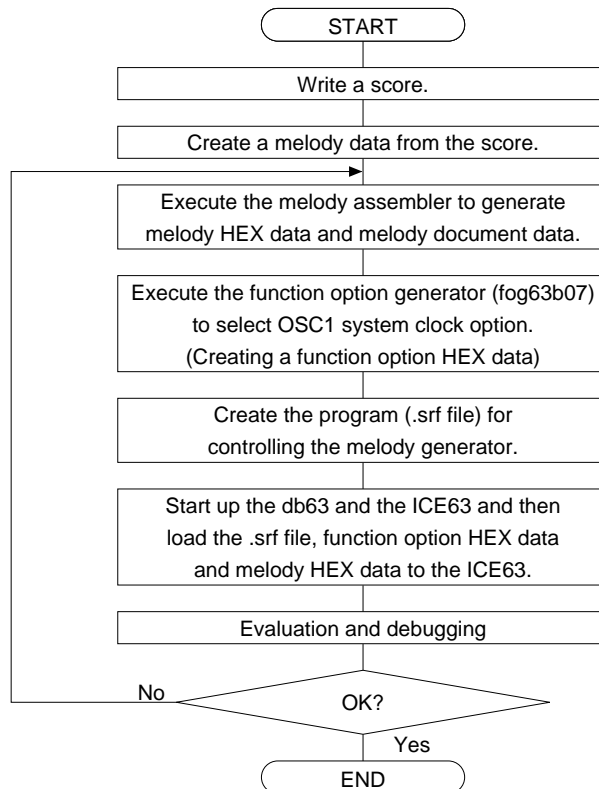 START
Write a score.
Create a melody data from the score.
Execute the melody assembler to generate
melody HEX data and melody document data.
Execute the function option generator (fog63b07)
to select OSC1 system clock option.
(Creating a function option HEX data)
Create the program (.srf file) for
controlling the melody generator.
Start up the db63 and the ICE63 and then
load the .srf file, function option HEX data
and melody HEX data to the ICE63.
Evaluation and debugging
No
OK?
Yes
END